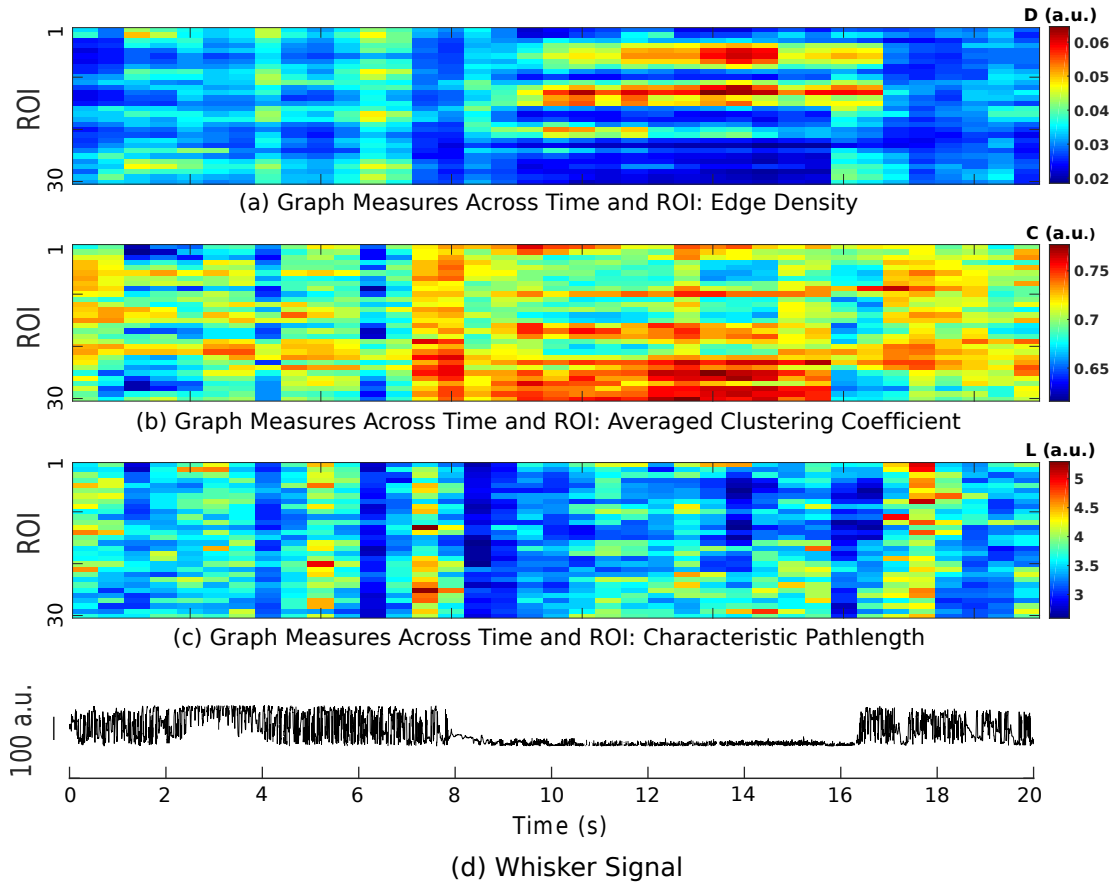 D (a.u.)
1
ROI
30
0.06
0.05
0.04
0.03
0.02
(a) Graph Measures Across Time and ROI: Edge Density
C (a.u.)
1
ROI
30
0.75
0.7
0.65
(b) Graph Measures Across Time and ROI: Averaged Clustering Coefficient
L (a.u.)
1
ROI
30
5
4.5
4
3.5
3
(c) Graph Measures Across Time and ROI: Characteristic Pathlength
100 a.u.
0 2 4 6 8 10 12 14 16 18 20
Time (s)
(d) Whisker Signal